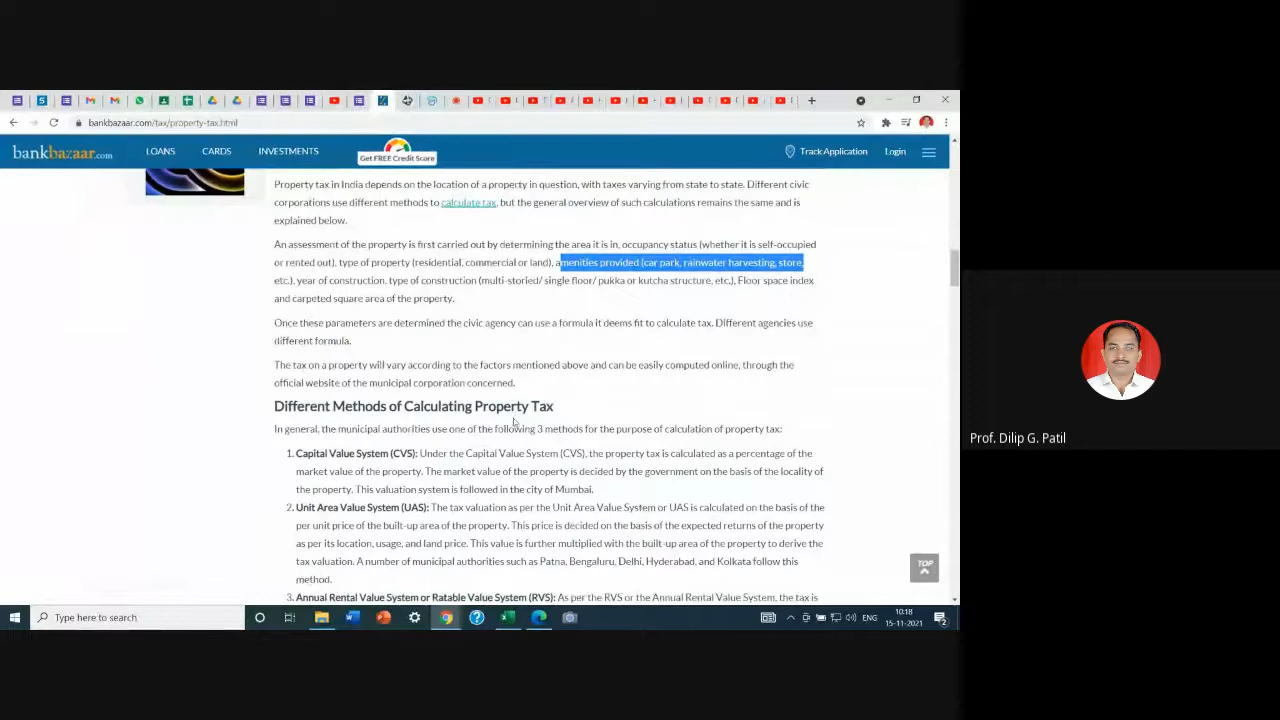 bankbazaar.com/tax/property-tax.html
bankbazaar.com
LOANS
CARDS
INVESTMENTS
Get FREE Credit Score
Track Application
Login
Property tax in India depends on the location of a property in question, with taxes varying from state to state. Different civic
corporations use different methods to calculate tax, but the general overview of such calculations remains the same and is
explained below.
An assessment of the property is first carried out by determining the area it is in, occupancy status (whether it is self-occupied
or rented out), type of property (residential, commercial or land), amenities provided (car park, rainwater harvesting, store,
etc.), year of construction, type of construction (multi-storied/ single floor/ pukka or kutcha structure, etc.), Floor space index
and carpeted square area of the property.
Once these parameters are determined the civic agency can use a formula it deems fit to calculate tax. Different agencies use
different formula.
The tax on a property will vary according to the factors mentioned above and can be easily computed online, through the
official website of the municipal corporation concerned.
Different Methods of Calculating Property Tax
In general, the municipal authorities use one of the following 3 methods for the purpose of calculation of property tax:
1. Capital Value System (CVS): Under the Capital Value System (CVS), the property tax is calculated as a percentage of the
market value of the property. The market value of the property is decided by the government on the basis of the locality of
the property. This valuation system is followed in the city of Mumbai.
2. Unit Area Value System (UAS): The tax valuation as per the Unit Area Value System or UAS is calculated on the basis of the
per unit price of the built-up area of the property. This price is decided on the basis of the expected returns of the property
as per its location, usage, and land price. This value is further multiplied with the built-up area of the property to derive the
tax valuation. A number of municipal authorities such as Patna, Bengaluru, Delhi, Hyderabad, and Kolkata follow this
method.
3. Annual Rental Value System or Ratable Value System (RVS): As per the RVS or the Annual Rental Value System, the tax is
TOP
Type here to search
ENG
10:18
15-11-2021
2
Prof. Dilip G. Patil